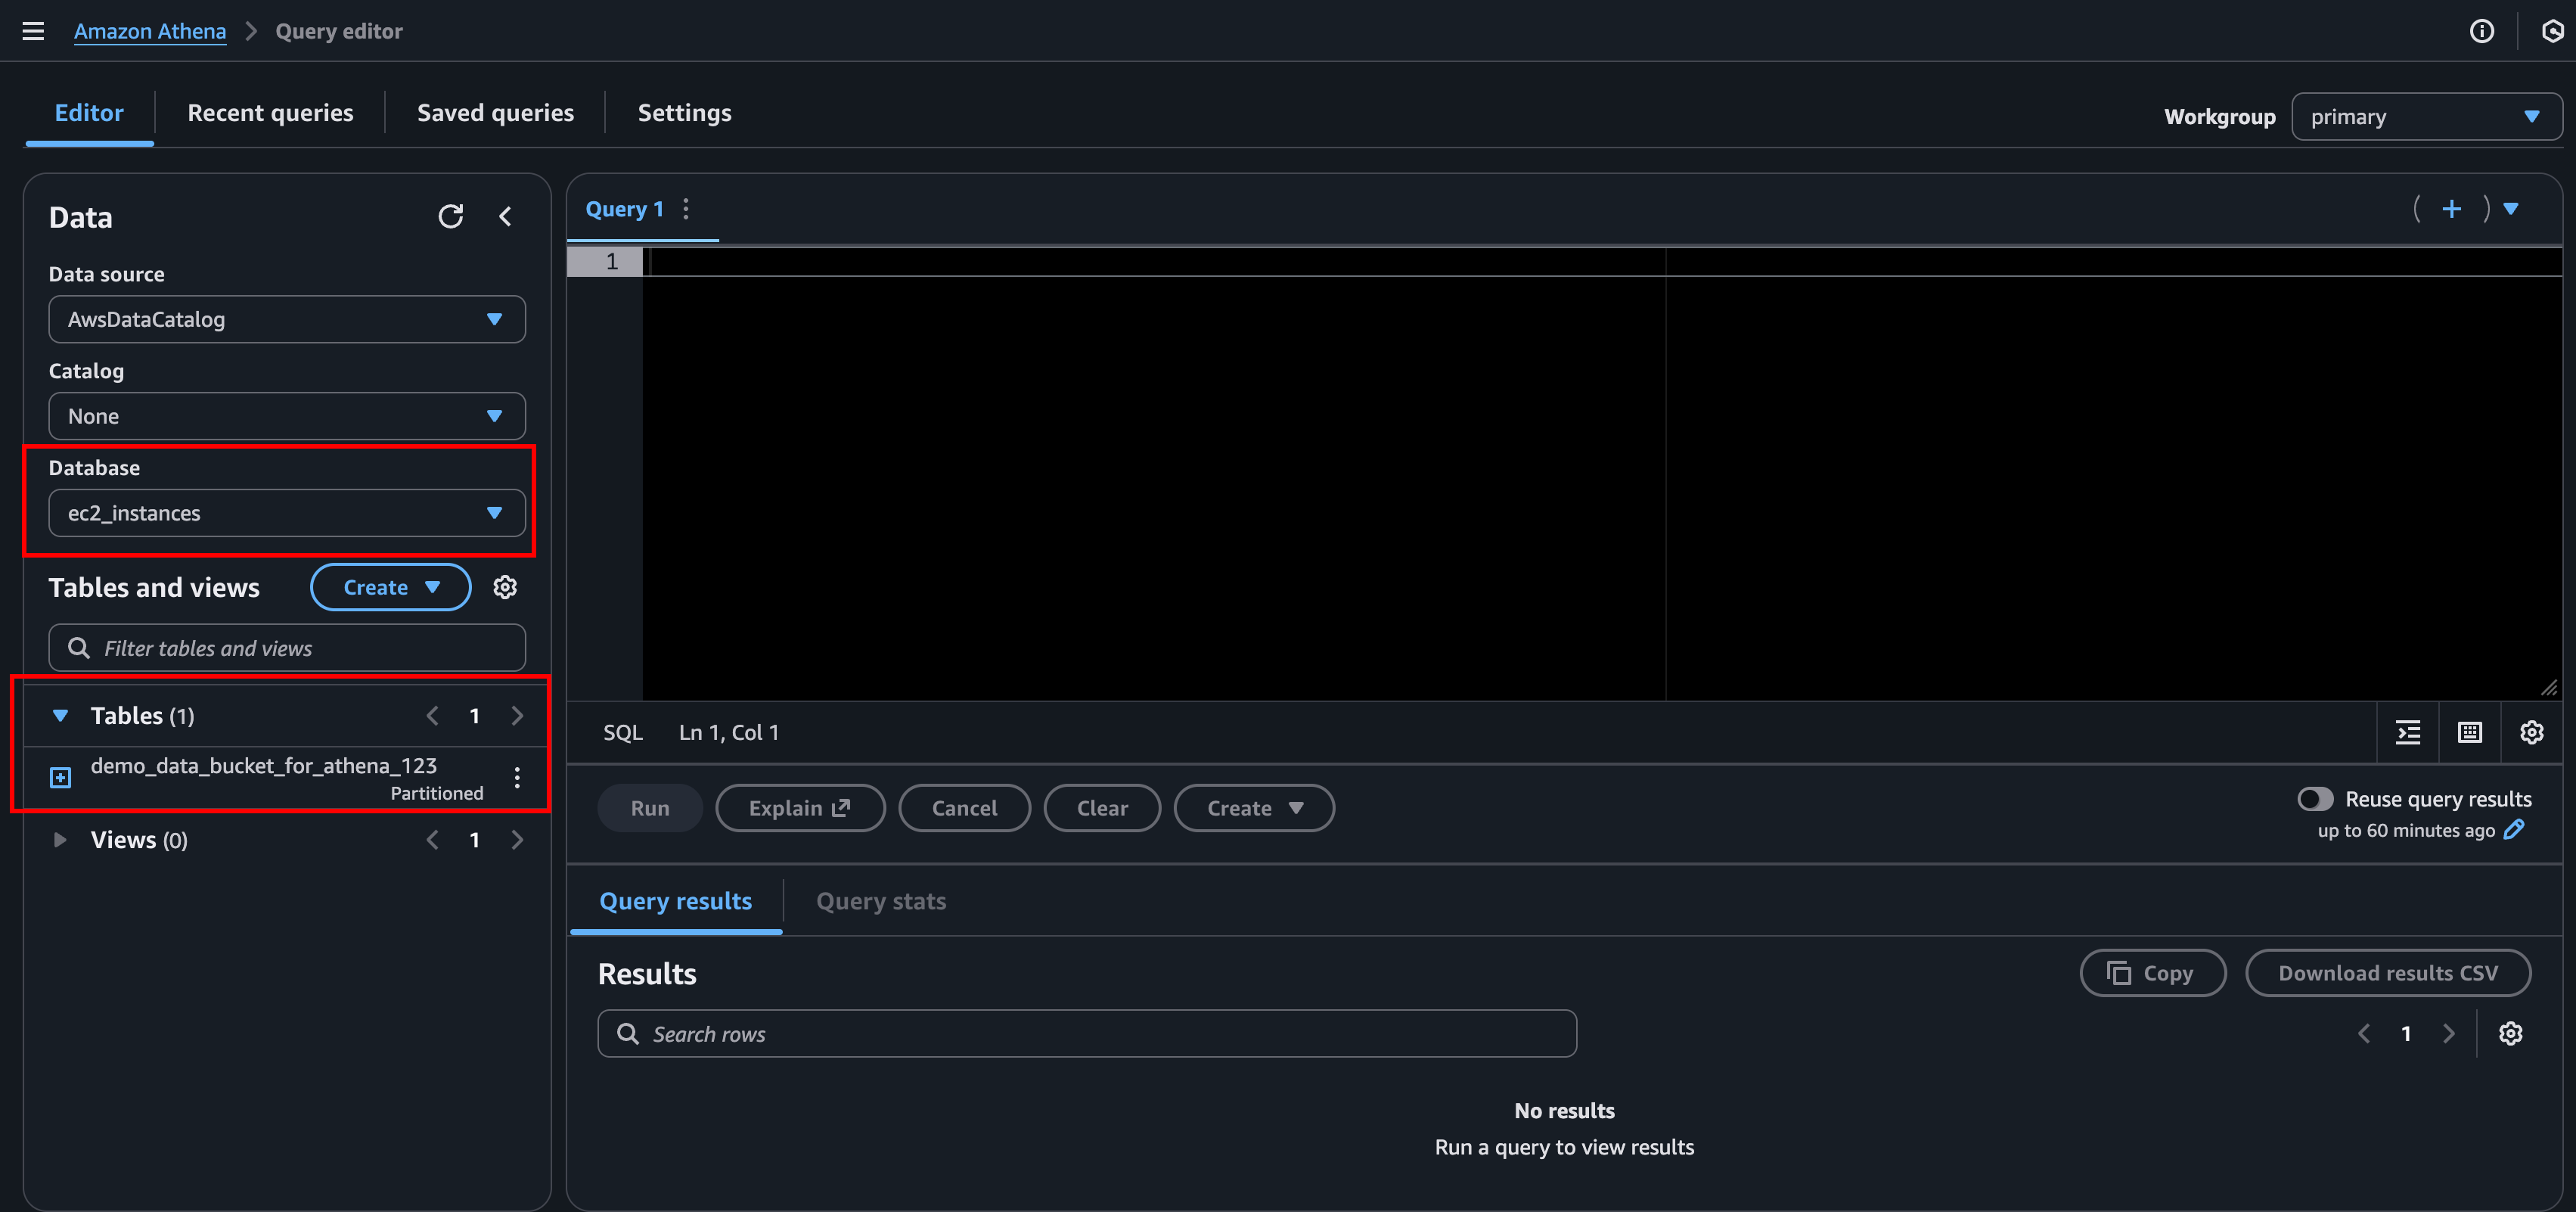 Amazon Athena
Query editor
Editor
Recent queries
Saved queries
Settings
Workgroup
primary
Data
Data source
AwsDataCatalog
Catalog
None
Database
ec2_instances
Tables and views
Create
Filter tables and views
Tables (1)
1
demo_data_bucket_for_athena_123
Partitioned
Views (0)
1
Query 1
1
SQL
Ln 1, Col 1
Run
Explain
Cancel
Clear
Create
Reuse query results
up to 60 minutes ago
Query results
Query stats
Results
Copy
Download results CSV
Search rows
1
No results
Run a query to view results